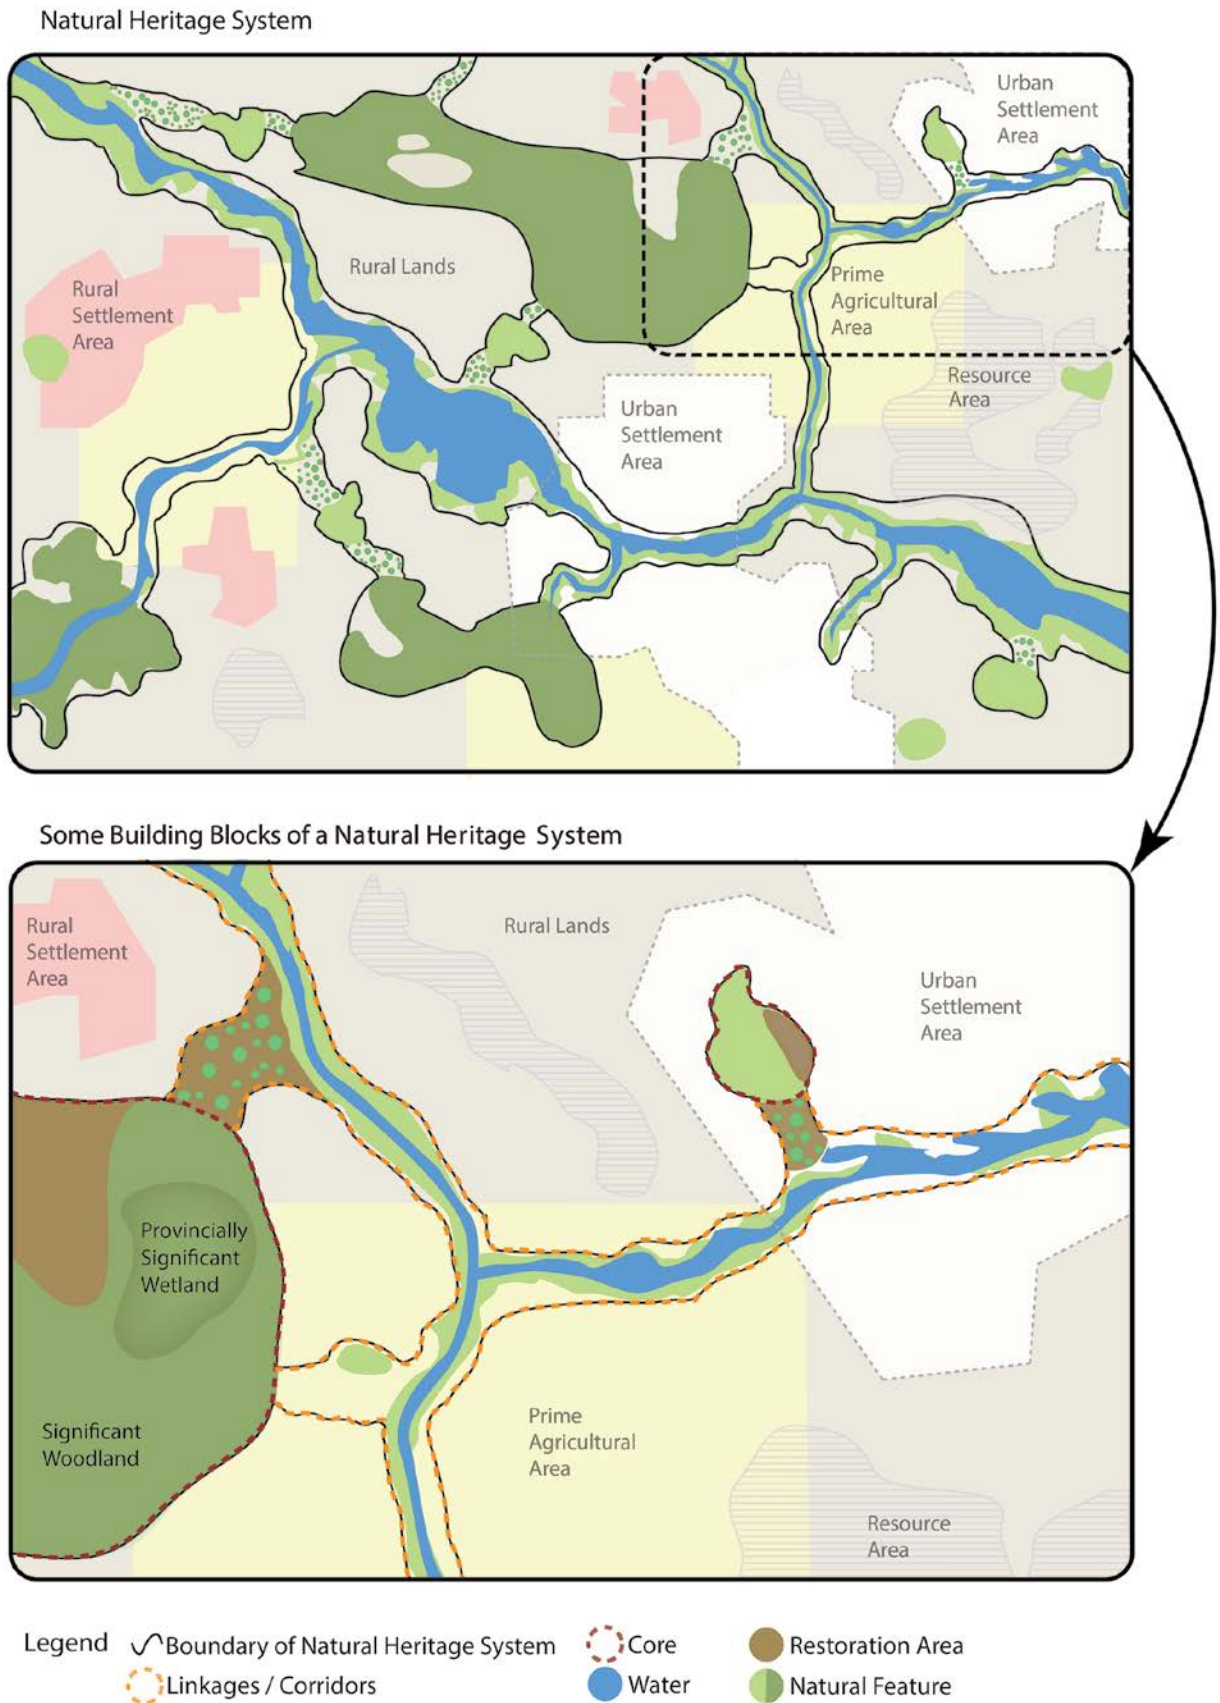 Natural Heritage System
Urban
Settlement
Area
Rural Lands
Rural
Settlement
Area
Prime
Agricultural
Area
Resource
Area
Urban
Settlement
Area
Some Building Blocks of a Natural Heritage System
Rural
Settlement
Area
Rural Lands
Urban
Settlement
Area
Provincially
Significant
Wetland
Significant
Woodland
Prime
Agricultural
Area
Resource
Area
Legend
Boundary of Natural Heritage System
Core
Restoration Area
Linkages / Corridors
Water
Natural Feature